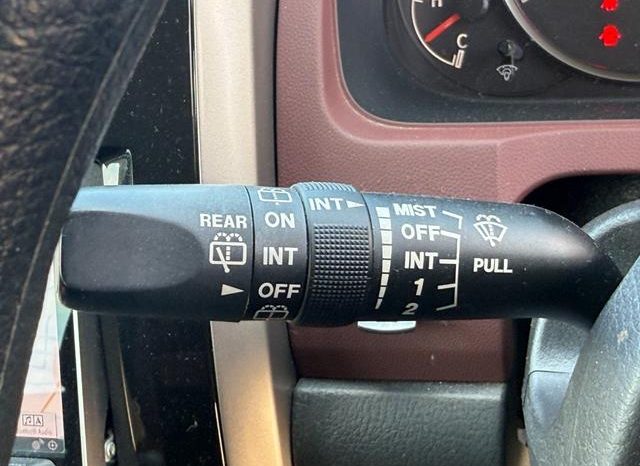 H
C
REAR
ON
INT
OFF
INT
MIST
OFF
INT
1
2
PULL